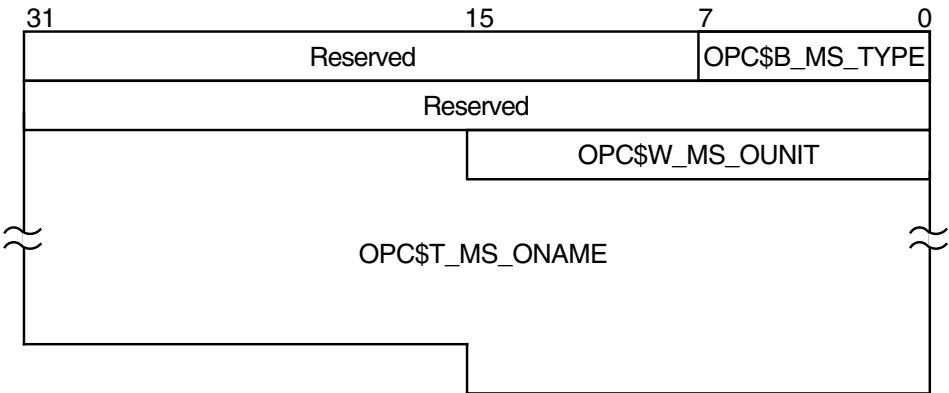 31 15 7 0
Reserved OPC$B_MS_TYPE
Reserved
OPC$W_MS_OUNIT
OPC$T_MS_ONAME